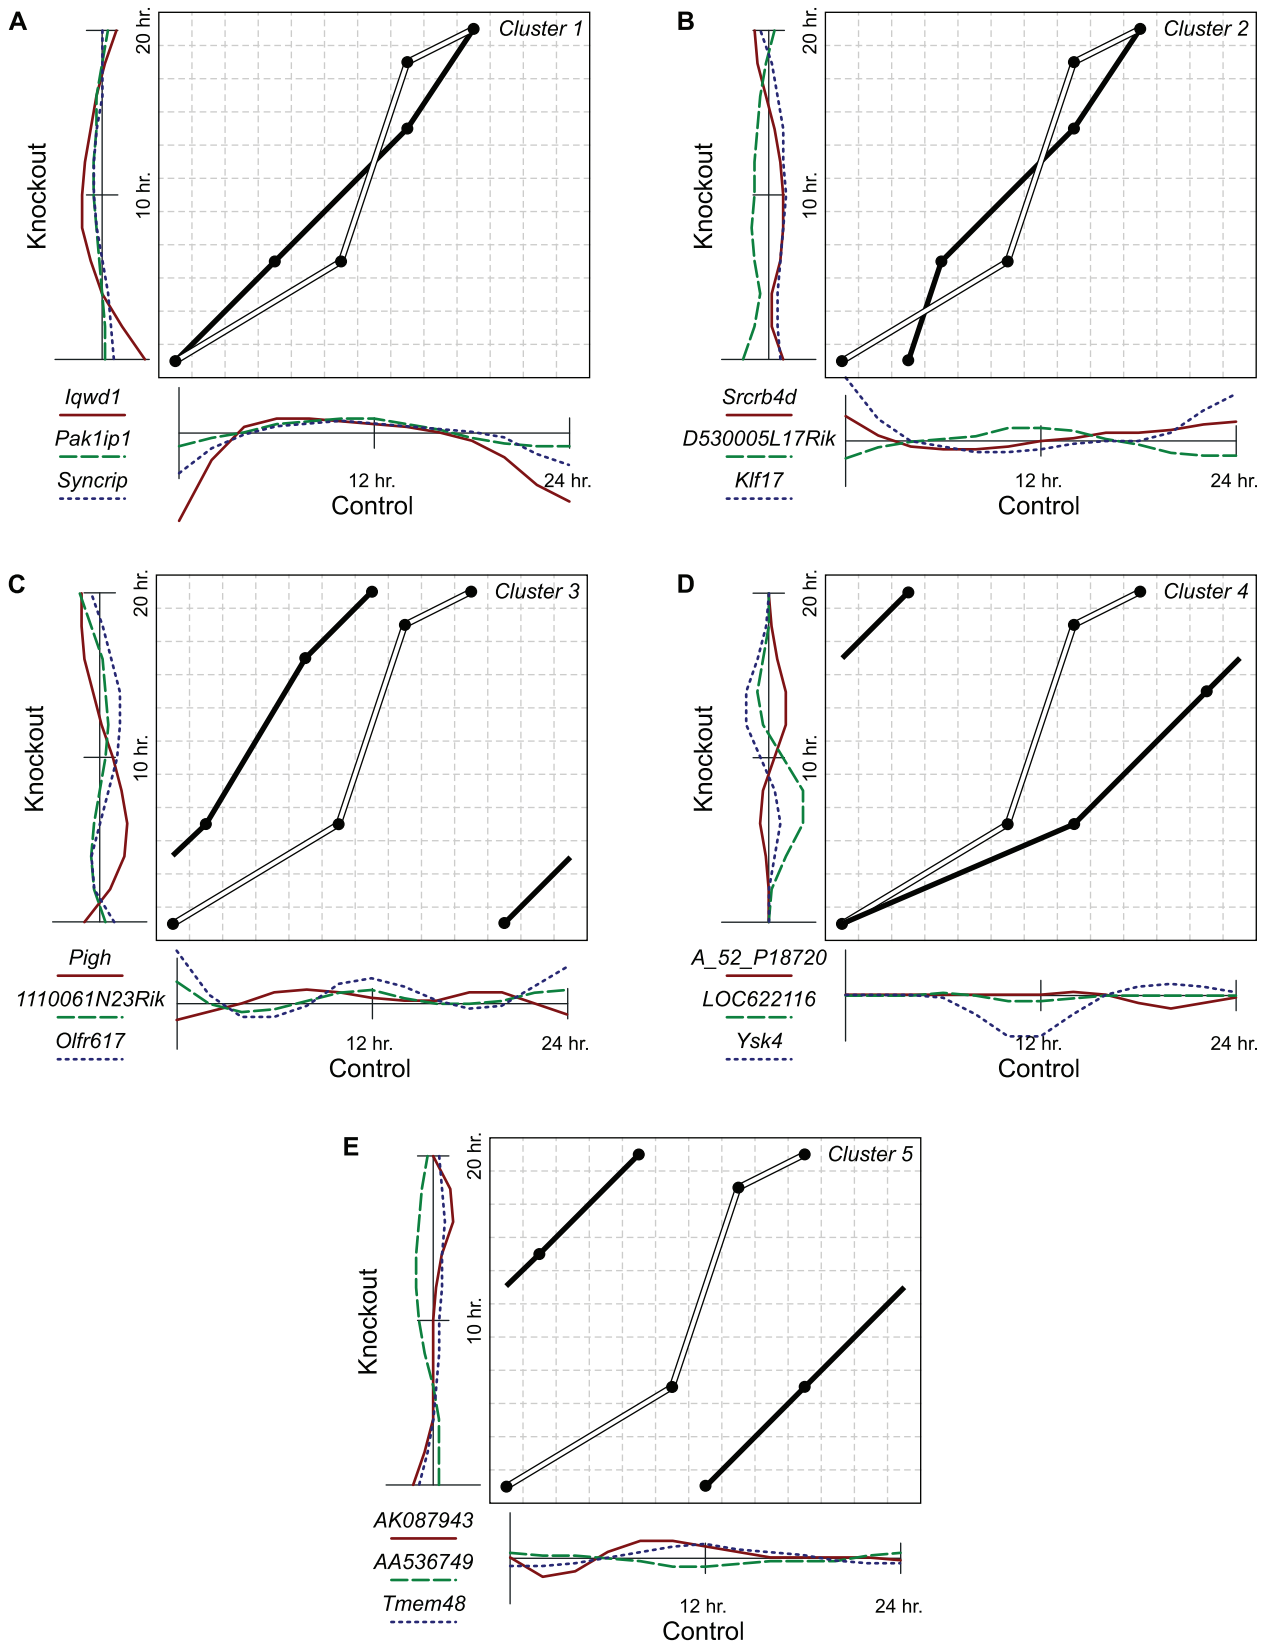 A
Cluster 1
20 hr.
10 hr.
Knockout
Iqwd1
Pak1ip1
Syncrip
12 hr.
24 hr.
Control
B
Cluster 2
20 hr.
10 hr.
Knockout
Srcrb4d
D530005L17Rik
Klf17
12 hr.
24 hr.
Control
C
Cluster 3
20 hr.
10 hr.
Knockout
Pigh
1110061N23Rik
Olfr617
12 hr.
24 hr.
Control
D
Cluster 4
20 hr.
10 hr.
Knockout
A_52_P18720
LOC622116
Ysk4
12 hr.
24 hr.
Control
E
Cluster 5
20 hr.
10 hr.
Knockout
AK087943
AA536749
Tmem48
12 hr.
24 hr.
Control